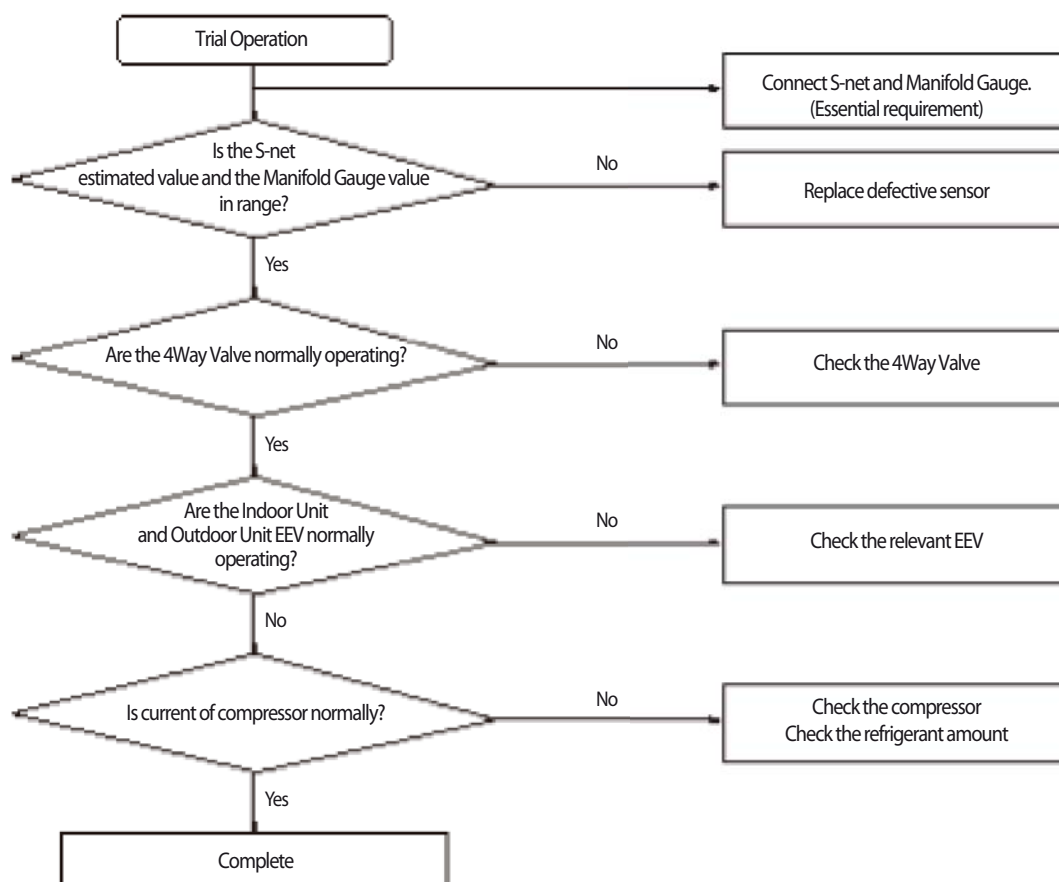 Trial Operation
Connect S-net and Manifold Gauge.
(Essential requirement)
Is the S-net
estimated value and the Manifold Gauge value
in range?
No
Replace defective sensor
Yes
Are the 4Way Valve normally operating?
No
Check the 4Way Valve
Yes
Are the Indoor Unit
and Outdoor Unit EEV normally
operating?
No
Check the relevant EEV
No
Is current of compressor normally?
No
Check the compressor
Check the refrigerant amount
Yes
Complete